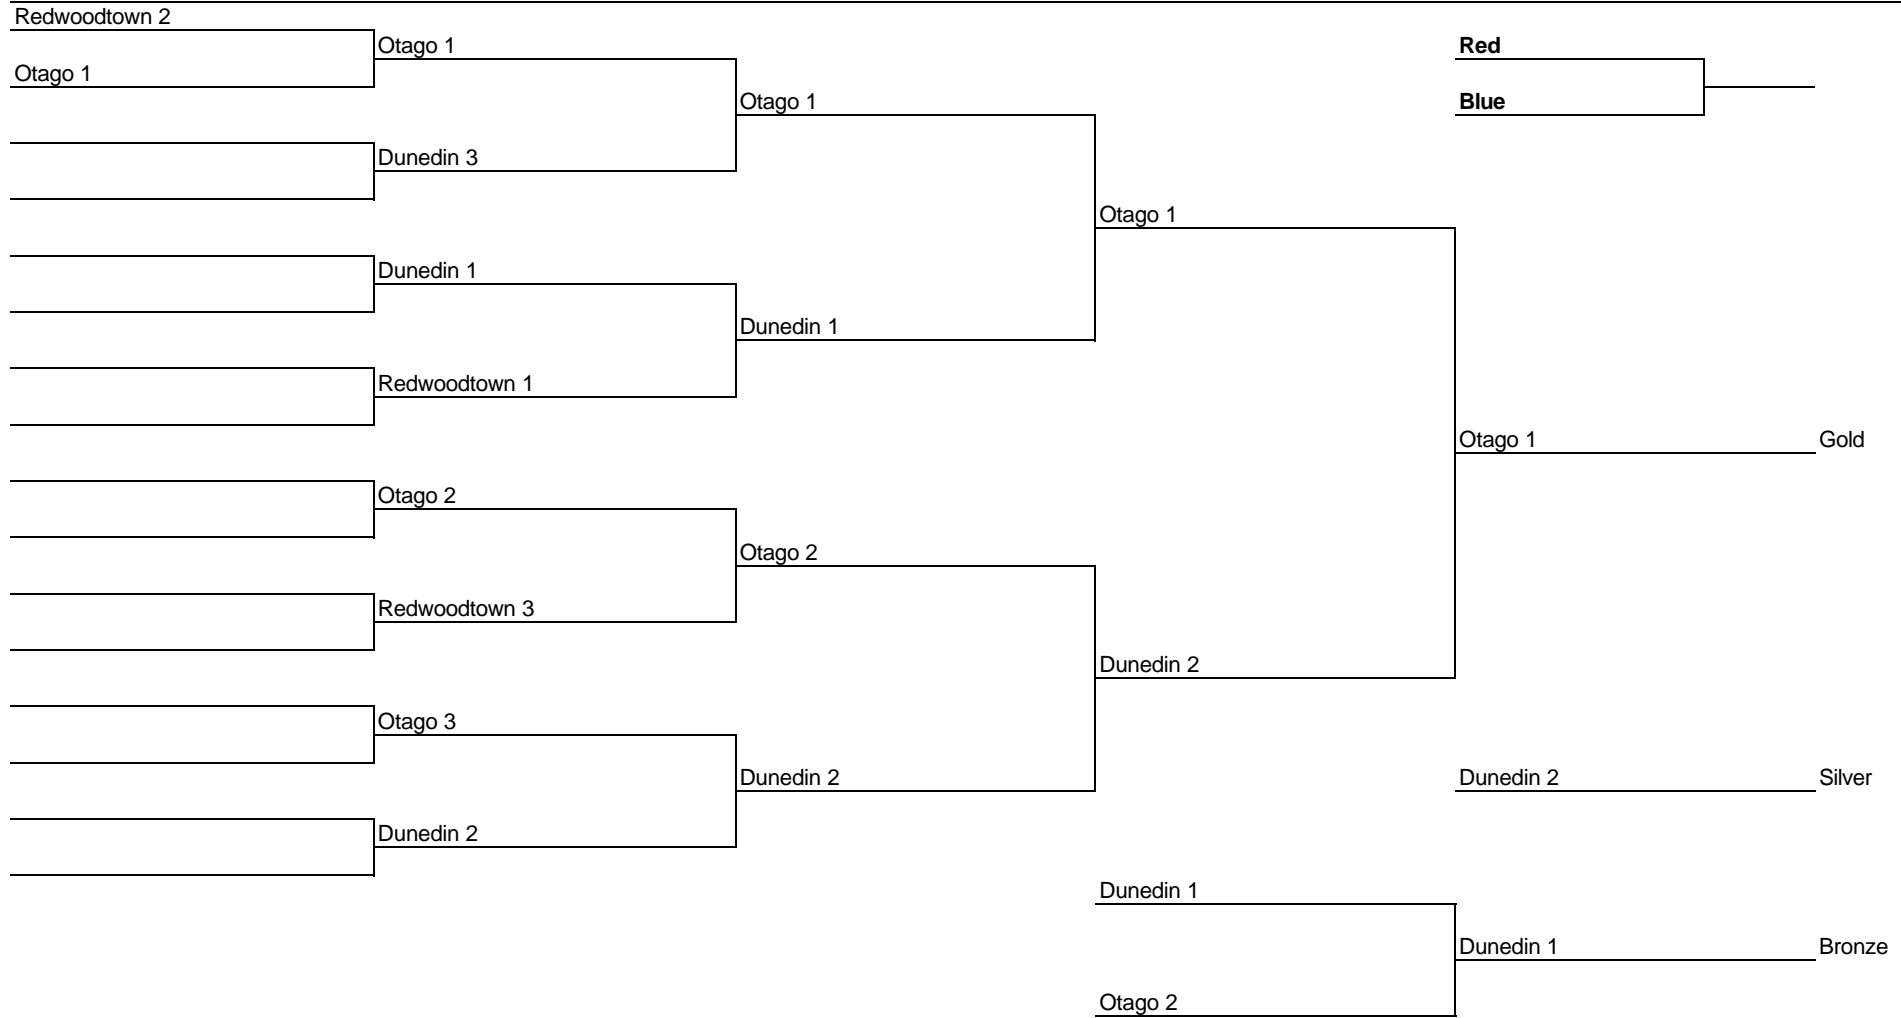 Redwoodtown 2
Otago 1
Red
Otago 1
Otago 1
Blue
Dunedin 3
Otago 1
Dunedin 1
Dunedin 1
Redwoodtown 1
Otago 1
Gold
Otago 2
Otago 2
Redwoodtown 3
Dunedin 2
Otago 3
Dunedin 2
Dunedin 2
Silver
Dunedin 2
Dunedin 1
Dunedin 1
Bronze
Otago 2